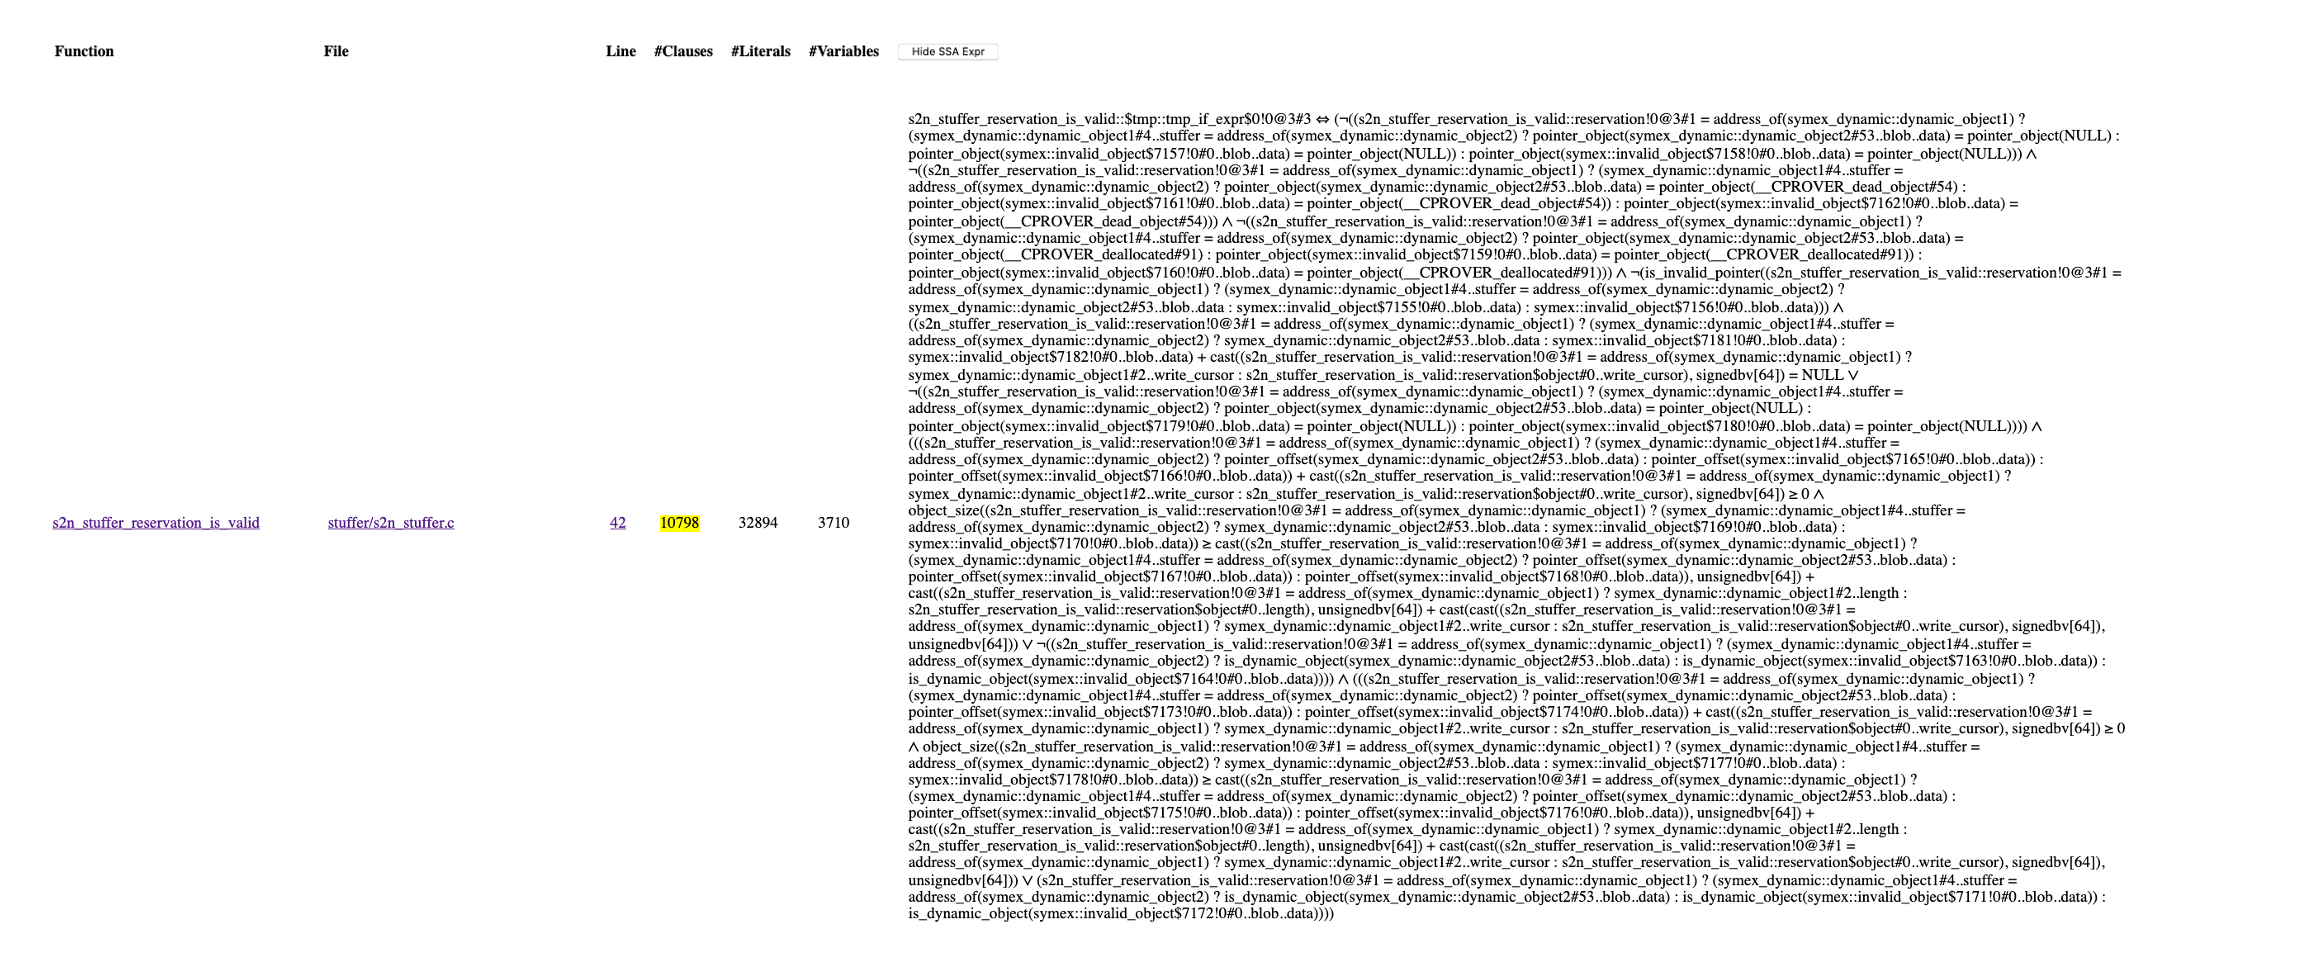 Function File Line #Clauses #Literals #Variables Hide SSA Expr
s2n_stuffer_reservation_is_valid::$tmp::tmp_if_expr$0!0@3#3 ⇔ (¬((s2n_stuffer_reservation_is_valid::reservation!0@3#1 = address_of(symex_dynamic::dynamic_object1) ?
(symex_dynamic::dynamic_object1#4..stuffer = address_of(symex_dynamic::dynamic_object2) ? pointer_object(symex_dynamic::dynamic_object2#53..blob..data) = pointer_object(NULL) :
pointer_object(symex::invalid_object$7157!0#0..blob..data) = pointer_object(NULL)) : pointer_object(symex::invalid_object$7158!0#0..blob..data) = pointer_object(NULL))) ∧
¬((s2n_stuffer_reservation_is_valid::reservation!0@3#1 = address_of(symex_dynamic::dynamic_object1) ? (symex_dynamic::dynamic_object1#4..stuffer =
address_of(symex_dynamic::dynamic_object2) ? pointer_object(symex_dynamic::dynamic_object2#53..blob..data) = pointer_object(__CPROVER_dead_object#54) :
pointer_object(symex::invalid_object$7161!0#0..blob..data) = pointer_object(__CPROVER_dead_object#54)) : pointer_object(symex::invalid_object$7162!0#0..blob..data) =
pointer_object(__CPROVER_dead_object#54))) ∧ ¬((s2n_stuffer_reservation_is_valid::reservation!0@3#1 = address_of(symex_dynamic::dynamic_object1) ?
(symex_dynamic::dynamic_object1#4..stuffer = address_of(symex_dynamic::dynamic_object2) ? pointer_object(symex_dynamic::dynamic_object2#53..blob..data) =
pointer_object(__CPROVER_deallocated#91) : pointer_object(symex::invalid_object$7159!0#0..blob..data) = pointer_object(__CPROVER_deallocated#91)) :
pointer_object(symex::invalid_object$7160!0#0..blob..data) = pointer_object(__CPROVER_deallocated#91))) ∧ ¬(is_invalid_pointer((s2n_stuffer_reservation_is_valid::reservation!0@3#1 =
address_of(symex_dynamic::dynamic_object1) ? (symex_dynamic::dynamic_object1#4..stuffer = address_of(symex_dynamic::dynamic_object2) ?
symex_dynamic::dynamic_object2#53..blob..data : symex::invalid_object$7155!0#0..blob..data) : symex::invalid_object$7156!0#0..blob..data))) ∧
((s2n_stuffer_reservation_is_valid::reservation!0@3#1 = address_of(symex_dynamic::dynamic_object1) ? (symex_dynamic::dynamic_object1#4..stuffer =
address_of(symex_dynamic::dynamic_object2) ? symex_dynamic::dynamic_object2#53..blob..data : symex::invalid_object$7181!0#0..blob..data) :
symex::invalid_object$7182!0#0..blob..data) + cast((s2n_stuffer_reservation_is_valid::reservation!0@3#1 = address_of(symex_dynamic::dynamic_object1) ?
symex_dynamic::dynamic_object1#2..write_cursor : s2n_stuffer_reservation_is_valid::reservation$object#0..write_cursor), signedbv[64]) = NULL ∨
¬((s2n_stuffer_reservation_is_valid::reservation!0@3#1 = address_of(symex_dynamic::dynamic_object1) ? (symex_dynamic::dynamic_object1#4..stuffer =
address_of(symex_dynamic::dynamic_object2) ? pointer_object(symex_dynamic::dynamic_object2#53..blob..data) = pointer_object(NULL) :
pointer_object(symex::invalid_object$7179!0#0..blob..data) = pointer_object(NULL)) : pointer_object(symex::invalid_object$7180!0#0..blob..data) = pointer_object(NULL)))) ∧
(((s2n_stuffer_reservation_is_valid::reservation!0@3#1 = address_of(symex_dynamic::dynamic_object1) ? (symex_dynamic::dynamic_object1#4..stuffer =
address_of(symex_dynamic::dynamic_object2) ? pointer_offset(symex_dynamic::dynamic_object2#53..blob..data) : pointer_offset(symex::invalid_object$7165!0#0..blob..data)) :
pointer_offset(symex::invalid_object$7166!0#0..blob..data)) + cast((s2n_stuffer_reservation_is_valid::reservation!0@3#1 = address_of(symex_dynamic::dynamic_object1) ?
symex_dynamic::dynamic_object1#2..write_cursor : s2n_stuffer_reservation_is_valid::reservation$object#0..write_cursor), signedbv[64]) ≥ 0 ∧
object_size((s2n_stuffer_reservation_is_valid::reservation!0@3#1 = address_of(symex_dynamic::dynamic_object1) ? (symex_dynamic::dynamic_object1#4..stuffer =
s2n_stuffer_reservation_is_valid stuffer/s2n_stuffer.c 42 10798 32894 3710 address_of(symex_dynamic::dynamic_object2) ? symex_dynamic::dynamic_object2#53..blob..data : symex::invalid_object$7169!0#0..blob..data) :
symex::invalid_object$7170!0#0..blob..data)) ≥ cast((s2n_stuffer_reservation_is_valid::reservation!0@3#1 = address_of(symex_dynamic::dynamic_object1) ?
(symex_dynamic::dynamic_object1#4..stuffer = address_of(symex_dynamic::dynamic_object2) ? pointer_offset(symex_dynamic::dynamic_object2#53..blob..data) :
pointer_offset(symex::invalid_object$7167!0#0..blob..data)) : pointer_offset(symex::invalid_object$7168!0#0..blob..data)), unsignedbv[64]) +
cast((s2n_stuffer_reservation_is_valid::reservation!0@3#1 = address_of(symex_dynamic::dynamic_object1) ? symex_dynamic::dynamic_object1#2..length :
s2n_stuffer_reservation_is_valid::reservation$object#0..length), unsignedbv[64]) + cast(cast((s2n_stuffer_reservation_is_valid::reservation!0@3#1 =
address_of(symex_dynamic::dynamic_object1) ? symex_dynamic::dynamic_object1#2..write_cursor : s2n_stuffer_reservation_is_valid::reservation$object#0..write_cursor), signedbv[64]),
unsignedbv[64])) ∨ ¬((s2n_stuffer_reservation_is_valid::reservation!0@3#1 = address_of(symex_dynamic::dynamic_object1) ? (symex_dynamic::dynamic_object1#4..stuffer =
address_of(symex_dynamic::dynamic_object2) ? is_dynamic_object(symex_dynamic::dynamic_object2#53..blob..data) : is_dynamic_object(symex::invalid_object$7163!0#0..blob..data)) :
is_dynamic_object(symex::invalid_object$7164!0#0..blob..data)))) ∧ (((s2n_stuffer_reservation_is_valid::reservation!0@3#1 = address_of(symex_dynamic::dynamic_object1) ?
(symex_dynamic::dynamic_object1#4..stuffer = address_of(symex_dynamic::dynamic_object2) ? pointer_offset(symex_dynamic::dynamic_object2#53..blob..data) :
pointer_offset(symex::invalid_object$7173!0#0..blob..data)) : pointer_offset(symex::invalid_object$7174!0#0..blob..data)) + cast((s2n_stuffer_reservation_is_valid::reservation!0@3#1 =
address_of(symex_dynamic::dynamic_object1) ? symex_dynamic::dynamic_object1#2..write_cursor : s2n_stuffer_reservation_is_valid::reservation$object#0..write_cursor), signedbv[64]) ≥ 0
∧ object_size((s2n_stuffer_reservation_is_valid::reservation!0@3#1 = address_of(symex_dynamic::dynamic_object1) ? (symex_dynamic::dynamic_object1#4..stuffer =
address_of(symex_dynamic::dynamic_object2) ? symex_dynamic::dynamic_object2#53..blob..data : symex::invalid_object$7177!0#0..blob..data) :
symex::invalid_object$7178!0#0..blob..data)) ≥ cast((s2n_stuffer_reservation_is_valid::reservation!0@3#1 = address_of(symex_dynamic::dynamic_object1) ?
(symex_dynamic::dynamic_object1#4..stuffer = address_of(symex_dynamic::dynamic_object2) ? pointer_offset(symex_dynamic::dynamic_object2#53..blob..data) :
pointer_offset(symex::invalid_object$7175!0#0..blob..data)) : pointer_offset(symex::invalid_object$7176!0#0..blob..data)), unsignedbv[64]) +
cast((s2n_stuffer_reservation_is_valid::reservation!0@3#1 = address_of(symex_dynamic::dynamic_object1) ? symex_dynamic::dynamic_object1#2..length :
s2n_stuffer_reservation_is_valid::reservation$object#0..length), unsignedbv[64]) + cast(cast((s2n_stuffer_reservation_is_valid::reservation!0@3#1 =
address_of(symex_dynamic::dynamic_object1) ? symex_dynamic::dynamic_object1#2..write_cursor : s2n_stuffer_reservation_is_valid::reservation$object#0..write_cursor), signedbv[64]),
unsignedbv[64])) ∨ (s2n_stuffer_reservation_is_valid::reservation!0@3#1 = address_of(symex_dynamic::dynamic_object1) ? (symex_dynamic::dynamic_object1#4..stuffer =
address_of(symex_dynamic::dynamic_object2) ? is_dynamic_object(symex_dynamic::dynamic_object2#53..blob..data) : is_dynamic_object(symex::invalid_object$7171!0#0..blob..data)) :
is_dynamic_object(symex::invalid_object$7172!0#0..blob..data))))